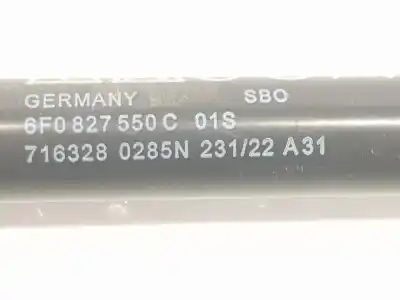 GERMANY SBO
6F0 827 550 C 01S
716328 0285N 231/22 A31